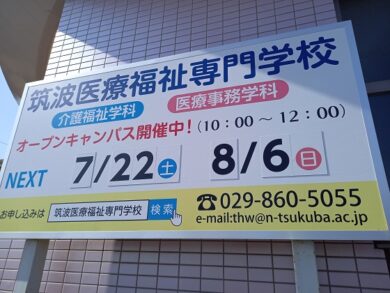 筑波医療福祉専門学校
介護福祉学科 医療事務学科
オープンキャンパス開催中!(10:00~12:00)
NEXT 7/22 土 8/6 日
お申し込みは 筑波医療福祉専門学校 検索
☎029-860-5055
e-mail:thw@n-tsukuba.ac.jp